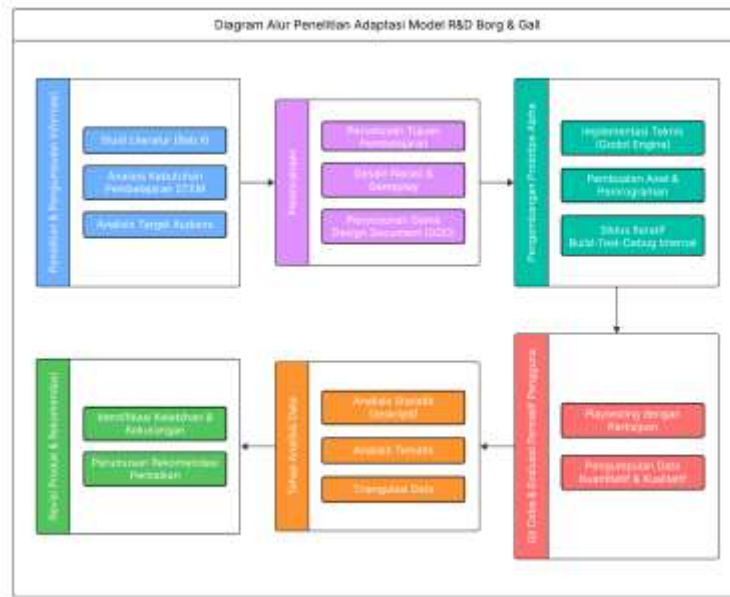 Diagram Alur Penelitian Adaptasi Model R&D Borg & Gall
Penelitian & Pengumpulan Informasi
Studi Literatur (Bab II)
Analisis Kebutuhan
Pembelajaran STEM
Analisis Target Audiens
Perencanaan
Perumusan Tujuan
Pembelajaran
Desain Narasi &
Gameplay
Penyusunan Game
Design Document (GDD)
Pengembangan Prototipe Alpha
Implementasi Teknis
(Godot Engine)
Pembuatan Aset &
Pemrograman
Siklus Iteratif
Build-Test-Debug Internal
Uji Coba & Evaluasi Formatif Pengguna
Playtesting dengan
Partisipan
Pengumpulan Data
Kuantitatif & Kualitatif
Tahap Analisis Data
Analisis Statistik
Deskriptif
Analisis Tematik
Triangulasi Data
Revisi Produk & Rekomendasi
Identifikasi Kelebihan &
Kekurangan
Perumusan Rekomendasi
Perbaikan